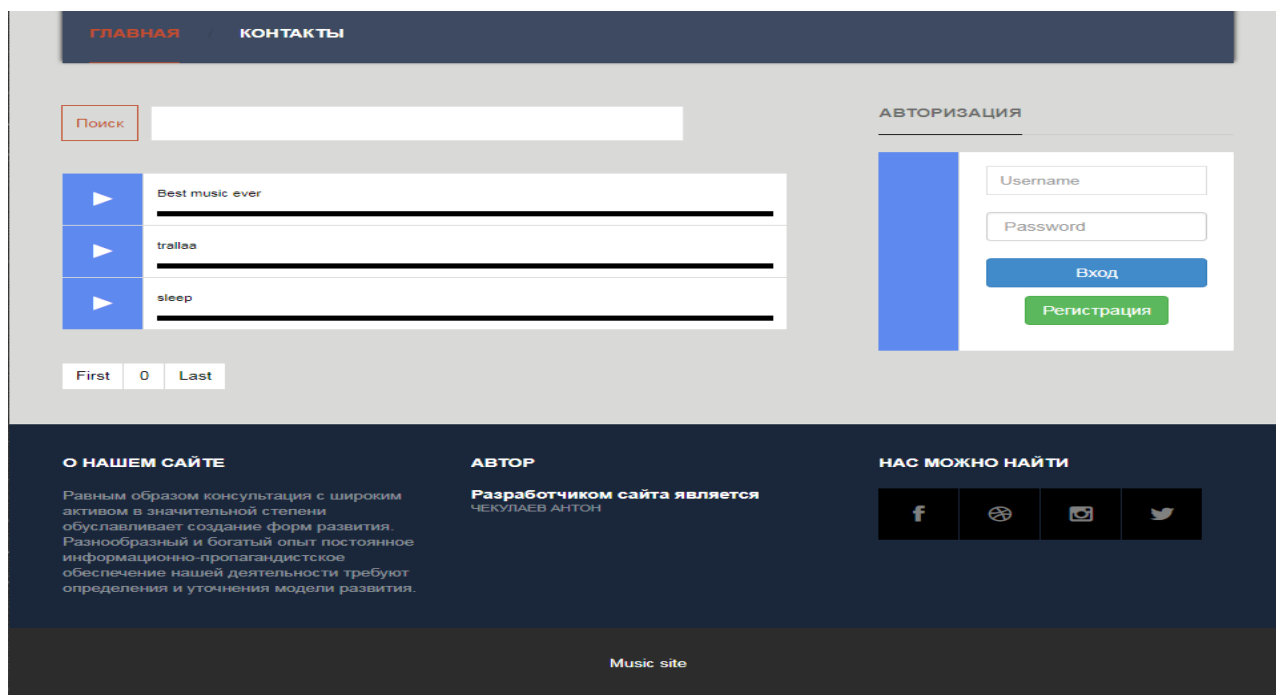 ГЛАВНАЯ / КОНТАКТЫ
Поиск
Best music ever
trallaa
sleep
First 0 Last
АВТОРИЗАЦИЯ
Username
Password
Вход
Регистрация
О НАШЕМ САЙТЕ
Равным образом консультация с широким
активом в значительной степени
обуславливает создание форм развития.
Разнообразный и богатый опыт постоянное
информационно-пропагандистское
обеспечение нашей деятельности требуют
определения и уточнения модели развития.
АВТОР
Разработчиком сайта является
ЧЕКУЛАЕВ АНТОН
НАС МОЖНО НАЙТИ
Music site